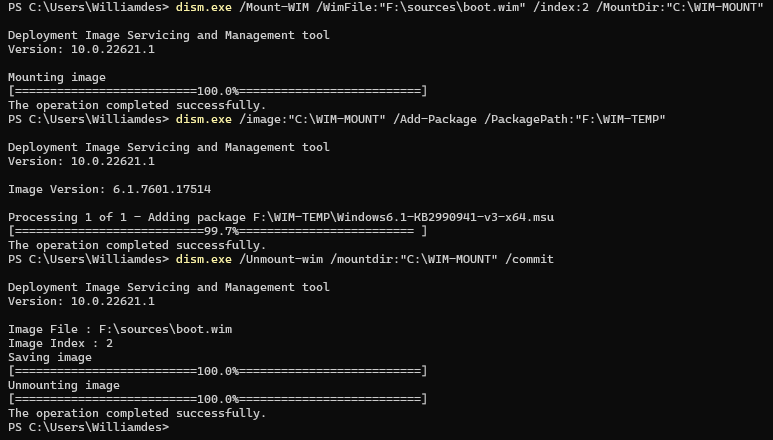 PS C:\Users\Williamdes> dism.exe /Mount-WIM /WimFile:"F:\sources\boot.wim" /index:2 /MountDir:"C:\WIM-MOUNT"
Deployment Image Servicing and Management tool
Version: 10.0.22621.1
Mounting image
[==========================100.0%==========================]
The operation completed successfully.
PS C:\Users\Williamdes> dism.exe /image:"C:\WIM-MOUNT" /Add-Package /PackagePath:"F:\WIM-TEMP"
Deployment Image Servicing and Management tool
Version: 10.0.22621.1
Image Version: 6.1.7601.17514
Processing 1 of 1 - Adding package F:\WIM-TEMP\Windows6.1-KB2990941-v3-x64.msu
[===========================99.7%========================= ]
The operation completed successfully.
PS C:\Users\Williamdes> dism.exe /Unmount-wim /mountdir:"C:\WIM-MOUNT" /commit
Deployment Image Servicing and Management tool
Version: 10.0.22621.1
Image File : F:\sources\boot.wim
Image Index : 2
Saving image
[==========================100.0%==========================]
Unmounting image
[==========================100.0%==========================]
The operation completed successfully.
PS C:\Users\Williamdes>